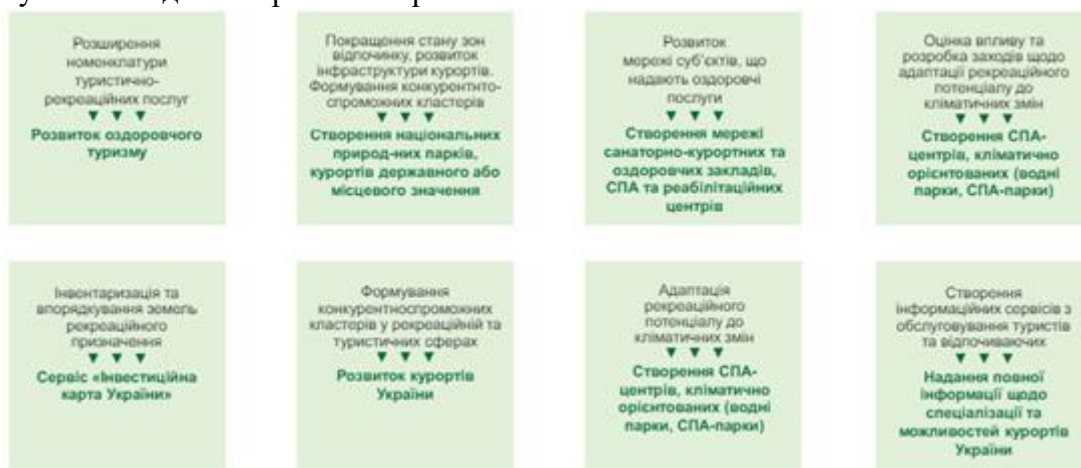 Розширення
номенклатури
туристично-
рекреаційних послуг
▼ ▼ ▼
Розвиток оздоровчого
туризму
Покращення стану зон
відпочинку, розвиток
інфраструктури курортів.
Формування конкурентнто-
спроможних кластерів
▼ ▼ ▼
Створення національних
природ-них парків,
курортів державного або
місцевого значення
Розвиток
мережі суб'єктів, що
надають оздоровчі
послуги
▼ ▼ ▼
Створення мережі
санаторно-курортних та
оздоровчих закладів,
СПА та реабілітаційних
центрів
Оцінка впливу та
розробка заходів щодо
адаптації рекреаційного
потенціалу до
кліматичних змін
▼ ▼ ▼
Створення СПА-
центрів, кліматично
орієнтованих (водні
парки, СПА-парки)
Інвентаризація та
впорядкування земель
рекреаційного
призначення
▼ ▼ ▼
Сервіс «Інвестиційна
карта України»
Формування
конкурентноспроможних
кластерів у рекреаційній та
туристичних сферах
▼ ▼ ▼
Розвиток курортів
України
Адаптація
рекреаційного
потенціалу до
кліматичних змін
▼ ▼ ▼
Створення СПА-
центрів, кліматично
орієнтованих (водні
парки, СПА-парки)
Створення
інформаційних сервісів з
обслуговування туристів
та відпочиваючих
▼ ▼ ▼
Надання повної
інформації щодо
спеціалізації та
можливостей курортів
України